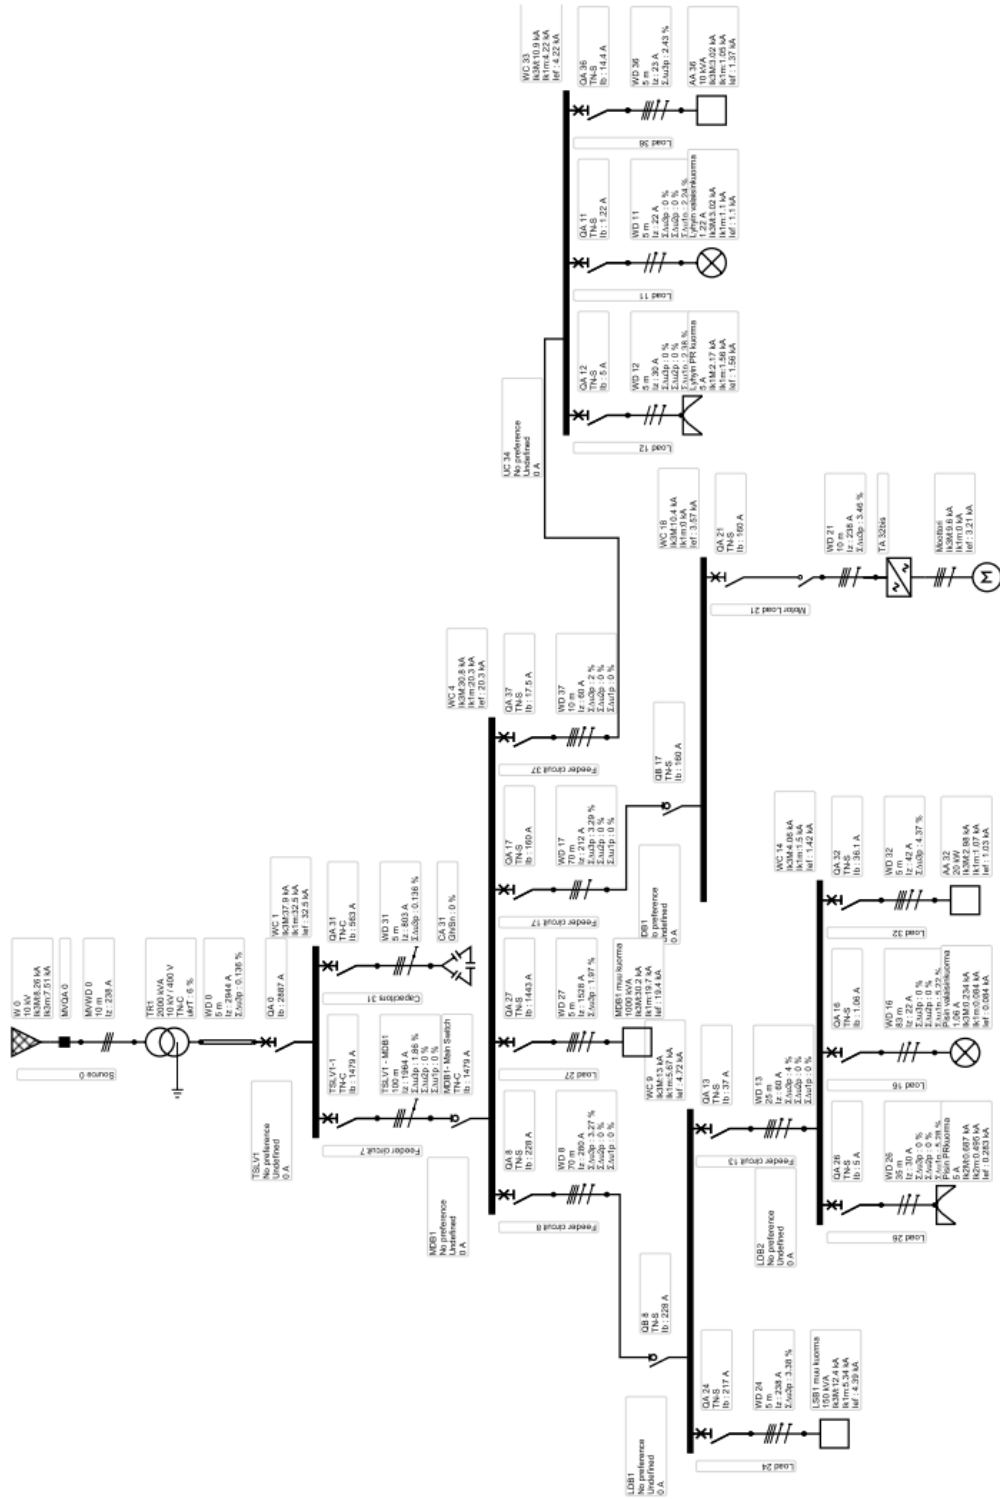 W 0
10 kV
Ik3M:8.26 kA
Ik3m:7.51 kA
MVQA 0
MVWD 0
10 m
Iz : 238 A
Source 0
TR1
2000 kVA
10 kV / 400 V
TN-C
ukrT : 6 %
WD 0
5 m
Iz : 2944 A
ΣΔu3p : 0.136 %
QA 0
Ib : 2887 A
TSLV1
No preference
Undefined
0 A
WC 1
Ik3M:37.9 kA
Ik1m:32.5 kA
Ief : 32.5 kA
TSLV1-1
TN-C
Ib : 1479 A
TSLV1 - MDB1
100 m
Iz : 1964 A
ΣΔu3p : 1.86 %
ΣΔu2p : 0 %
ΣΔu1p : 0 %
MDB1- Main Switch
TN-C
Ib : 1479 A
Feeder circuit 7
QA 31
TN-C
Ib : 563 A
WD 31
5 m
Iz : 803 A
ΣΔu3p : 0.136 %
CA 31
Gh/Sn : 0 %
Capacitors 31
MDB1
No preference
Undefined
0 A
WC 4
Ik3M:30.8 kA
Ik1m:20.3 kA
Ief : 20.3 kA
QA 8
TN-S
Ib : 228 A
WD 8
70 m
Iz : 260 A
ΣΔu3p : 3.27 %
ΣΔu2p : 0 %
ΣΔu1p : 0 %
Feeder circuit 8
QA 27
TN-S
Ib : 1443 A
WD 27
5 m
Iz : 1528 A
ΣΔu3p : 1.97 %
MDB1 muu kuorma
1000 kVA
Ik3M:30.2 kA
Ik1m:19.7 kA
Ief : 19.4 kA
Load 27
QA 17
TN-S
Ib : 160 A
WD 17
70 m
Iz : 212 A
ΣΔu3p : 3.29 %
ΣΔu2p : 0 %
ΣΔu1p : 0 %
Feeder circuit 17
QA 37
TN-S
Ib : 17.5 A
WD 37
10 m
Iz : 60 A
ΣΔu3p : 2 %
ΣΔu2p : 0 %
ΣΔu1p : 0 %
Feeder circuit 37
UC 34
No preference
Undefined
0 A
WC 33
Ik3M:10.9 kA
Ik1m:4.22 kA
Ief : 4.22 kA
QA 12
TN-S
Ib : 5 A
WD 12
5 m
Iz : 30 A
ΣΔu3p : 0 %
ΣΔu2p : 0 %
ΣΔu1p : 2.38 %
Lyhyin PR kuorma
5 A
Ik1M:2.17 kA
Ik1m:1.56 kA
Ief : 1.56 kA
Load 12
QA 11
TN-S
Ib : 1.22 A
WD 11
5 m
Iz : 22 A
ΣΔu3p : 0 %
ΣΔu2p : 0 %
ΣΔu1p : 2.24 %
Lyhyin valaisinkuorma
1.22 A
Ik3M:3.02 kA
Ik1m:1.1 kA
Ief : 1.1 kA
Load 11
QA 36
TN-S
Ib : 14.4 A
WD 36
5 m
Iz : 23 A
ΣΔu3p : 2.43 %
AA 36
10 kVA
Ik3M:3.02 kA
Ik1m:1.05 kA
Ief : 1.37 kA
Load 36
QB 8
TN-S
Ib : 228 A
LDB1
No preference
Undefined
0 A
WC 9
Ik3M:13 kA
Ik1m:5.67 kA
Ief : 4.72 kA
QA 24
TN-S
Ib : 217 A
WD 24
5 m
Iz : 238 A
ΣΔu3p : 3.38 %
LSB1 muu kuorma
150 kVA
Ik3M:12.4 kA
Ik1m:5.34 kA
Ief : 4.39 kA
Load 24
QA 13
TN-S
Ib : 37 A
WD 13
25 m
Iz : 60 A
ΣΔu3p : 4 %
ΣΔu2p : 0 %
ΣΔu1p : 0 %
Feeder circuit 13
QB 17
TN-S
Ib : 160 A
DB1
preference
Undefined
0 A
WC 18
Ik3M:10.4 kA
Ik1m:0 kA
Ief : 3.57 kA
QA 21
TN-S
Ib : 160 A
WD 21
10 m
Iz : 238 A
ΣΔu3p : 3.46 %
TA 32bis
Moottori
Ik3M:9.6 kA
Ik1m:0 kA
Ief : 3.21 kA
Motor Load 21
LDB2
No preference
Undefined
0 A
WC 14
Ik3M:4.06 kA
Ik1m:1.5 kA
Ief : 1.42 kA
QA 26
TN-S
Ib : 5 A
WD 26
35 m
Iz : 30 A
ΣΔu3p : 0 %
ΣΔu2p : 0 %
ΣΔu1p : 5.28 %
Pisin PRkuorma
5 A
Ik2M:0.687 kA
Ik2m:0.495 kA
Ief : 0.283 kA
Load 26
QA 16
TN-S
Ib : 1.06 A
WD 16
83 m
Iz : 22 A
ΣΔu3p : 0 %
ΣΔu2p : 0 %
ΣΔu1p : 5.22 %
Pisin valaisinkuorma
1.06 A
Ik3M:0.234 kA
Ik1m:0.084 kA
Ief : 0.084 kA
Load 16
QA 32
TN-S
Ib : 36.1 A
WD 32
5 m
Iz : 42 A
ΣΔu3p : 4.37 %
AA 32
20 kW
Ik3M:2.98 kA
Ik1m:1.07 kA
Ief : 1.03 kA
Load 32
M